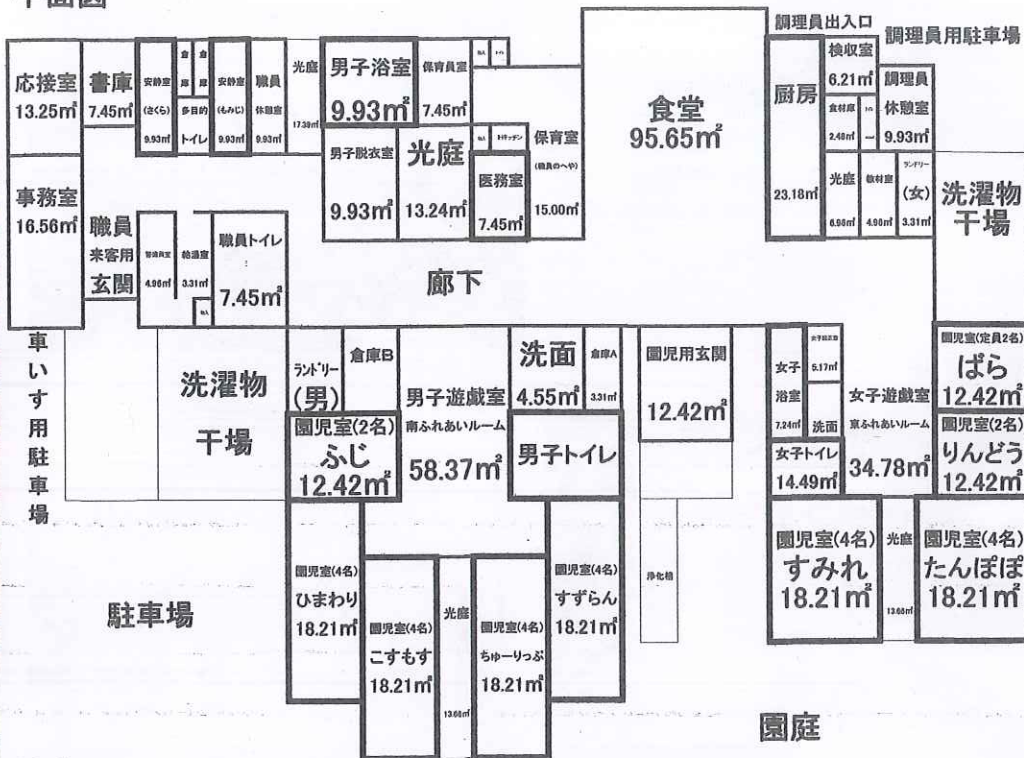 平面図
応接室
13.25㎡
書庫
7.45㎡
安静室
(さくら)
9.93㎡
倉庫
倉庫
多目的
トイレ
安静室
(もみじ)
9.93㎡
職員
休憩室
9.93㎡
光庭
17.39㎡
男子浴室
9.93㎡
保育員室
7.45㎡
食堂
95.65㎡
調理員出入口
調理員用駐車場
厨房
23.18㎡
検収室
6.21㎡
食材庫
2.48㎡
調理員
休憩室
9.93㎡
男子脱衣室
9.93㎡
光庭
13.24㎡
医務室
7.45㎡
保育室
(職員のへや)
15.00㎡
光庭
6.98㎡
教材室
4.98㎡
ランドリー
(女)
3.31㎡
洗濯物
干場
事務室
16.56㎡
職員
来客用
玄関
4.96㎡
給湯室
3.31㎡
職員トイレ
7.45㎡
廊下
車いす用駐車場
洗濯物
干場
ランドリー
(男)
倉庫B
男子遊戯室
南ふれあいルーム
58.37㎡
洗面
4.55㎡
倉庫A
3.31㎡
園児用玄関
12.42㎡
女子
浴室
7.24㎡
5.17㎡
洗面
女子遊戯室
東ふれあいルーム
34.78㎡
園児室(定員2名)
ばら
12.42㎡
園児室(2名)
ふじ
12.42㎡
男子トイレ
女子トイレ
14.49㎡
園児室(2名)
りんどう
12.42㎡
園児室(4名)
ひまわり
18.21㎡
園児室(4名)
こすもす
18.21㎡
光庭
13.66㎡
園児室(4名)
ちゅーりっぷ
18.21㎡
園児室(4名)
すずらん
18.21㎡
浄化槽
園児室(4名)
すみれ
18.21㎡
光庭
13.66㎡
園児室(4名)
たんぽぽ
18.21㎡
駐車場
園庭